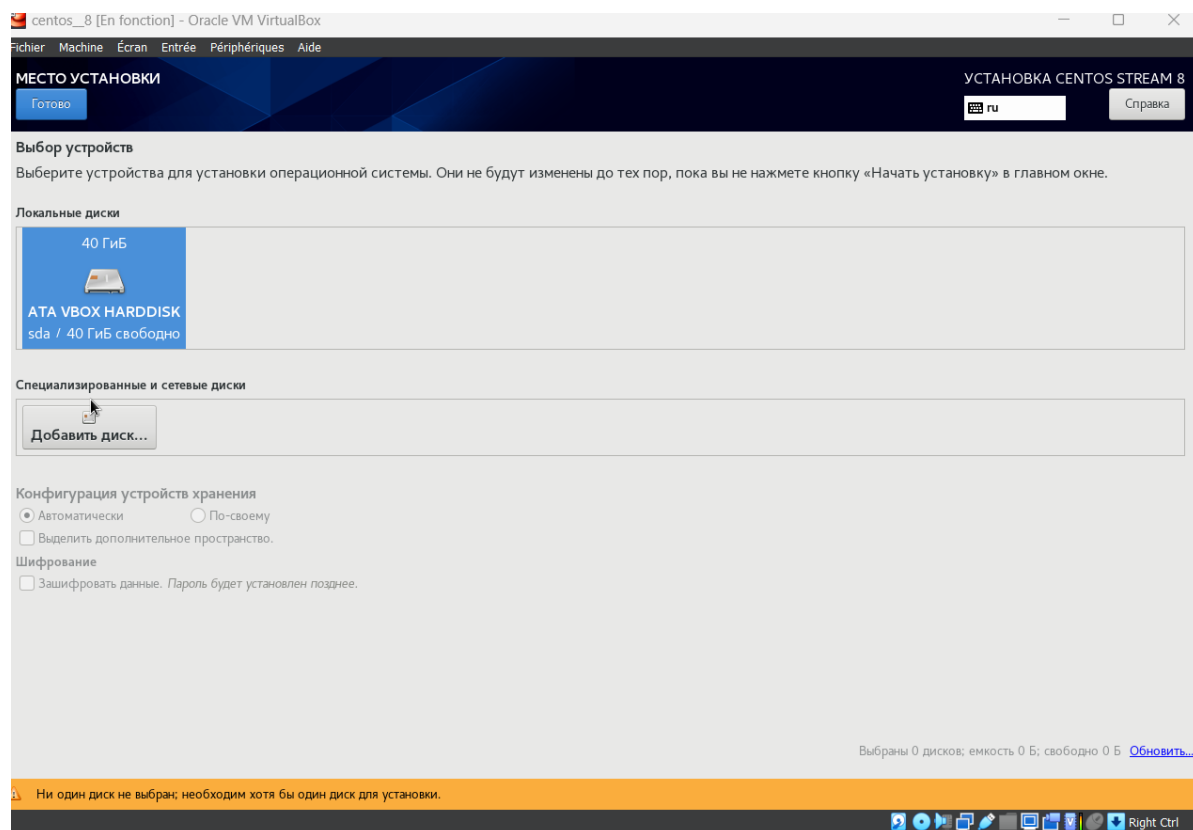 centos__8 [En fonction] - Oracle VM VirtualBox
Fichier Machine Écran Entrée Périphériques Aide
МЕСТО УСТАНОВКИ
УСТАНОВКА CENTOS STREAM 8
Готово
ru
Справка
Выбор устройств
Выберите устройства для установки операционной системы. Они не будут изменены до тех пор, пока вы не нажмете кнопку «Начать установку» в главном окне.
Локальные диски
40 ГиБ
ATA VBOX HARDDISK
sda / 40 ГиБ свободно
Специализированные и сетевые диски
Добавить диск...
Конфигурация устройств хранения
Автоматически
По-своему
Выделить дополнительное пространство.
Шифрование
Зашифровать данные. Пароль будет установлен позднее.
Выбраны 0 дисков; емкость 0 Б; свободно 0 Б Обновить...
Ни один диск не выбран; необходим хотя бы один диск для установки.
Right Ctrl